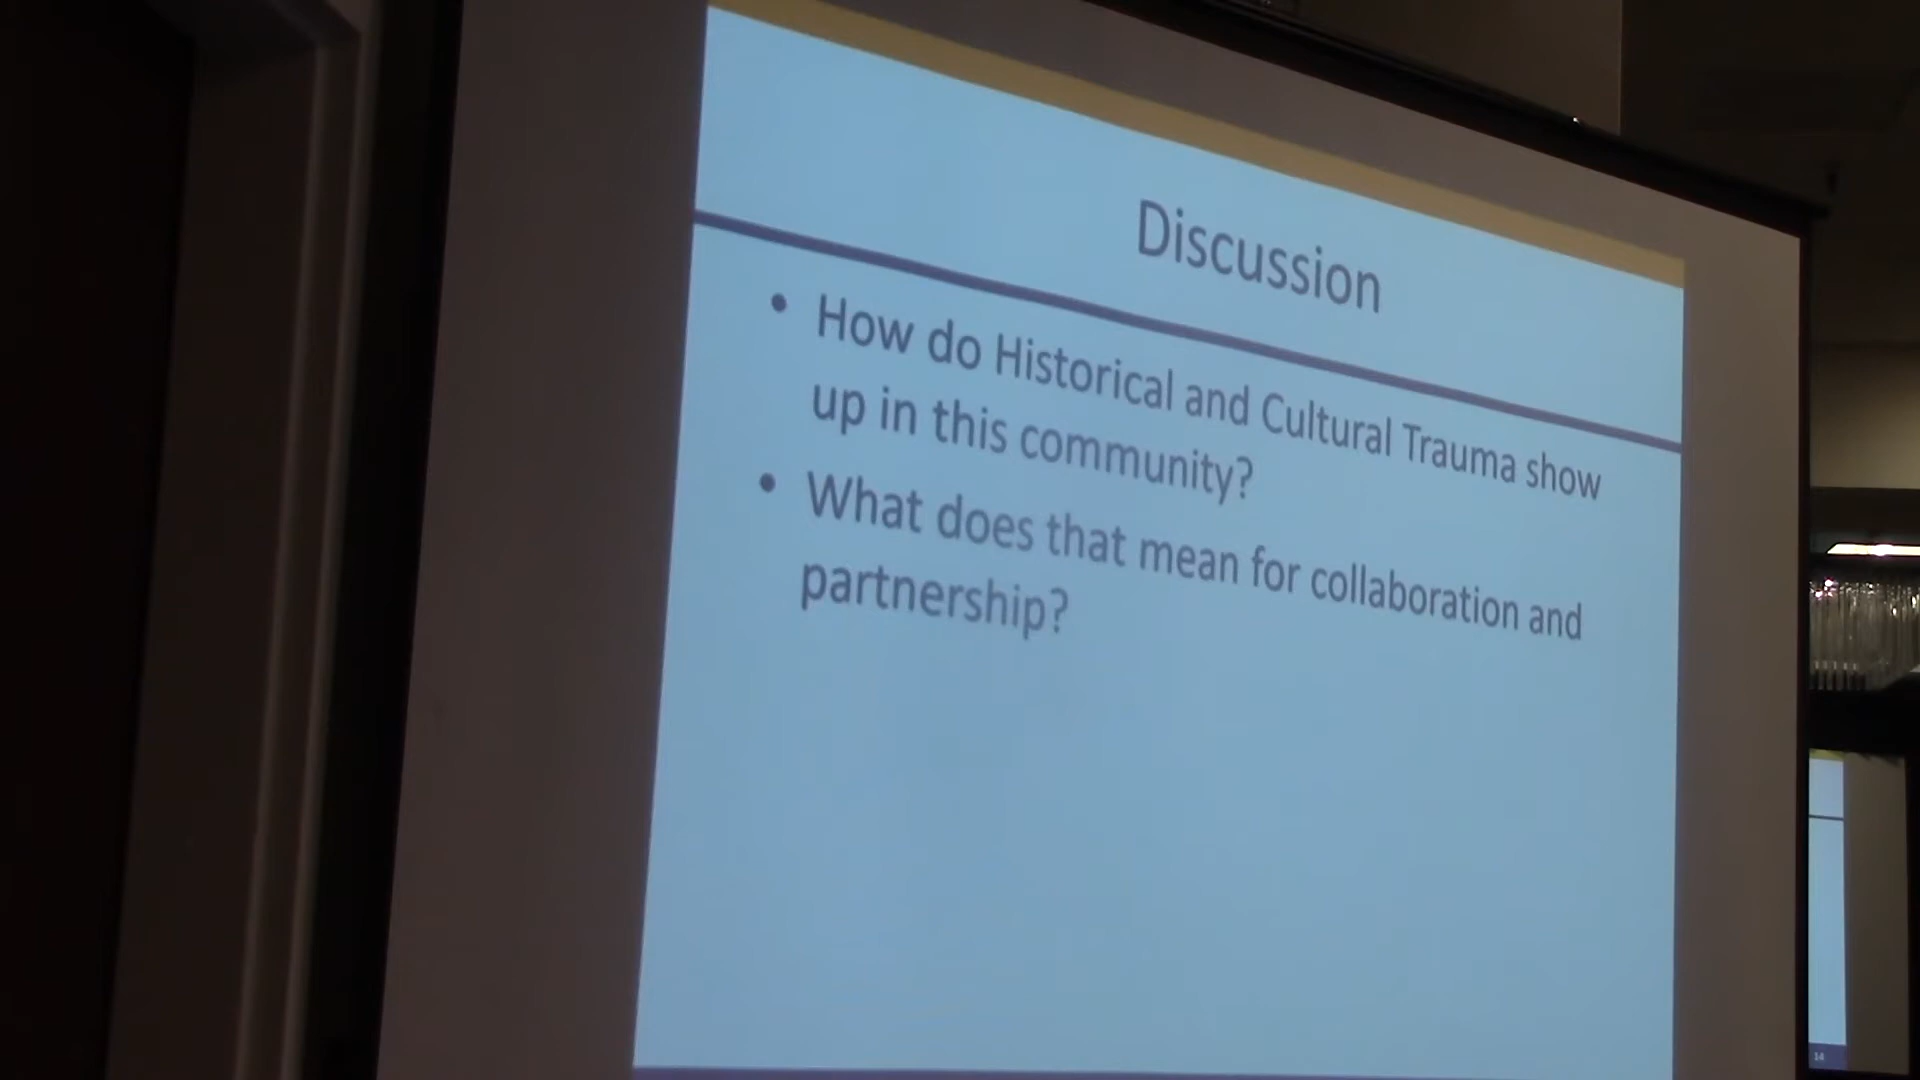 Discussion
• How do Historical and Cultural Trauma show
up in this community?
• What does that mean for collaboration and
partnership?
14